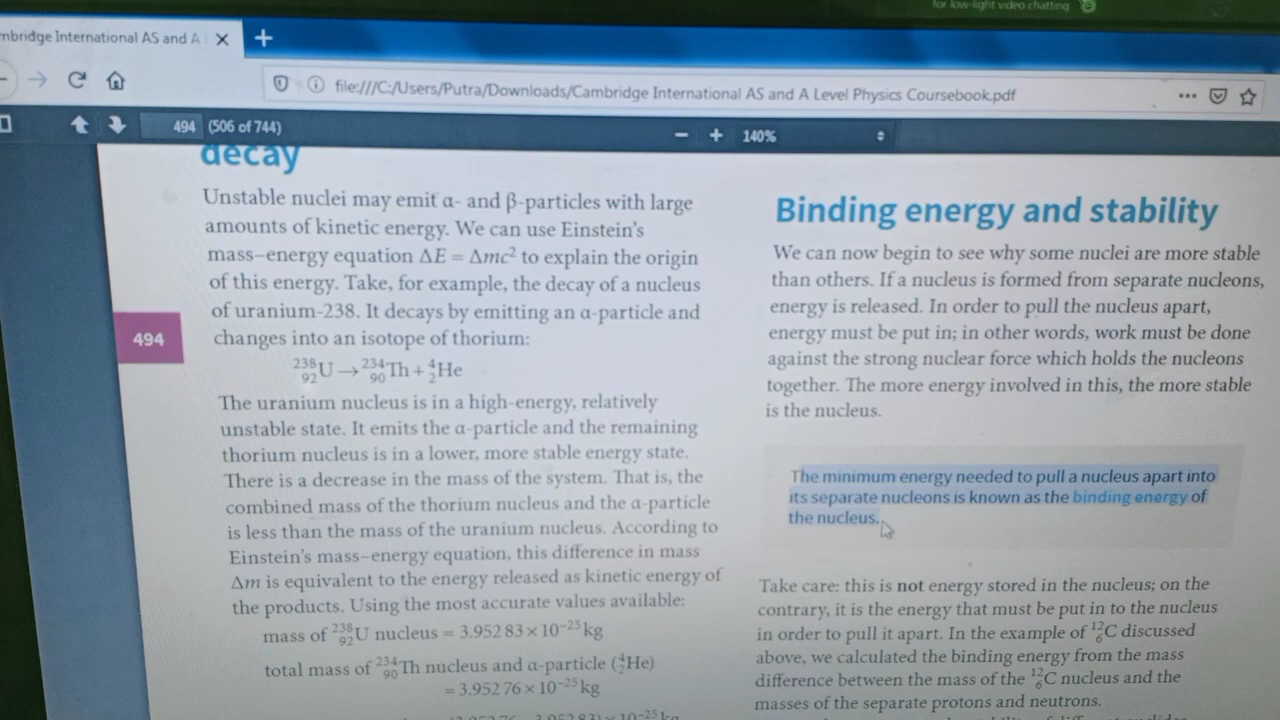 for low-light video chatting
mbridge International AS and A
file:///C:/Users/Putra/Downloads/Cambridge International AS and A Level Physics Coursebook.pdf
494 (506 of 744)
140%
decay
Unstable nuclei may emit α- and β-particles with large
amounts of kinetic energy. We can use Einstein's
mass–energy equation ΔE = Δmc² to explain the origin
of this energy. Take, for example, the decay of a nucleus
of uranium-238. It decays by emitting an α-particle and
changes into an isotope of thorium:
²³⁸₉₂U → ²³⁴₉₀Th + ⁴₂He
The uranium nucleus is in a high-energy, relatively
unstable state. It emits the α-particle and the remaining
thorium nucleus is in a lower, more stable energy state.
There is a decrease in the mass of the system. That is, the
combined mass of the thorium nucleus and the α-particle
is less than the mass of the uranium nucleus. According to
Einstein's mass–energy equation, this difference in mass
Δm is equivalent to the energy released as kinetic energy of
the products. Using the most accurate values available:
mass of ²³⁸₉₂U nucleus = 3.952 83 × 10⁻²⁵ kg
total mass of ²³⁴₉₀Th nucleus and α-particle (⁴₂He)
= 3.952 76 × 10⁻²⁵ kg
494
Binding energy and stability
We can now begin to see why some nuclei are more stable
than others. If a nucleus is formed from separate nucleons,
energy is released. In order to pull the nucleus apart,
energy must be put in; in other words, work must be done
against the strong nuclear force which holds the nucleons
together. The more energy involved in this, the more stable
is the nucleus.
The minimum energy needed to pull a nucleus apart into
its separate nucleons is known as the binding energy of
the nucleus.
Take care: this is not energy stored in the nucleus; on the
contrary, it is the energy that must be put in to the nucleus
in order to pull it apart. In the example of ¹²₆C discussed
above, we calculated the binding energy from the mass
difference between the mass of the ¹²₆C nucleus and the
masses of the separate protons and neutrons.